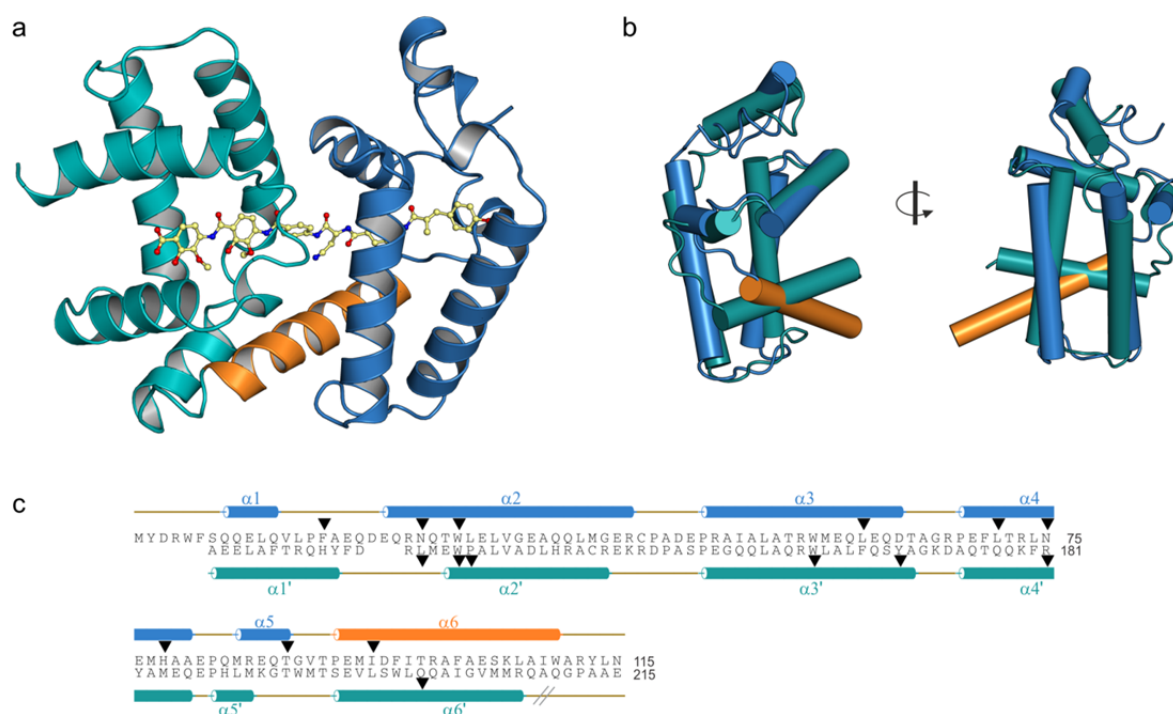 a
b
c
α1 α2 α3 α4
MYDRWFSQQELQVLPFAEQDEQRNQTWLELVGEAQQLMGERCPADEPRAIALATRWMEQLEQDTAGRPEFLTRLN 75
AEELAFTRQHYFD RLMEWPALVADLHRACREKRDPASPEGQQLAQRWLALFQSYAGKDAQTQQKFR 181
α1' α2' α3' α4'
α5 α6
EMHAAEPQMREQTGVTPEMIDFITRAFAESKLAIWARYLN 115
YAMEQEPHLMKGTWMTSEVLSWLQQAIGVMMRQAQGPAAE 215
α5' α6'